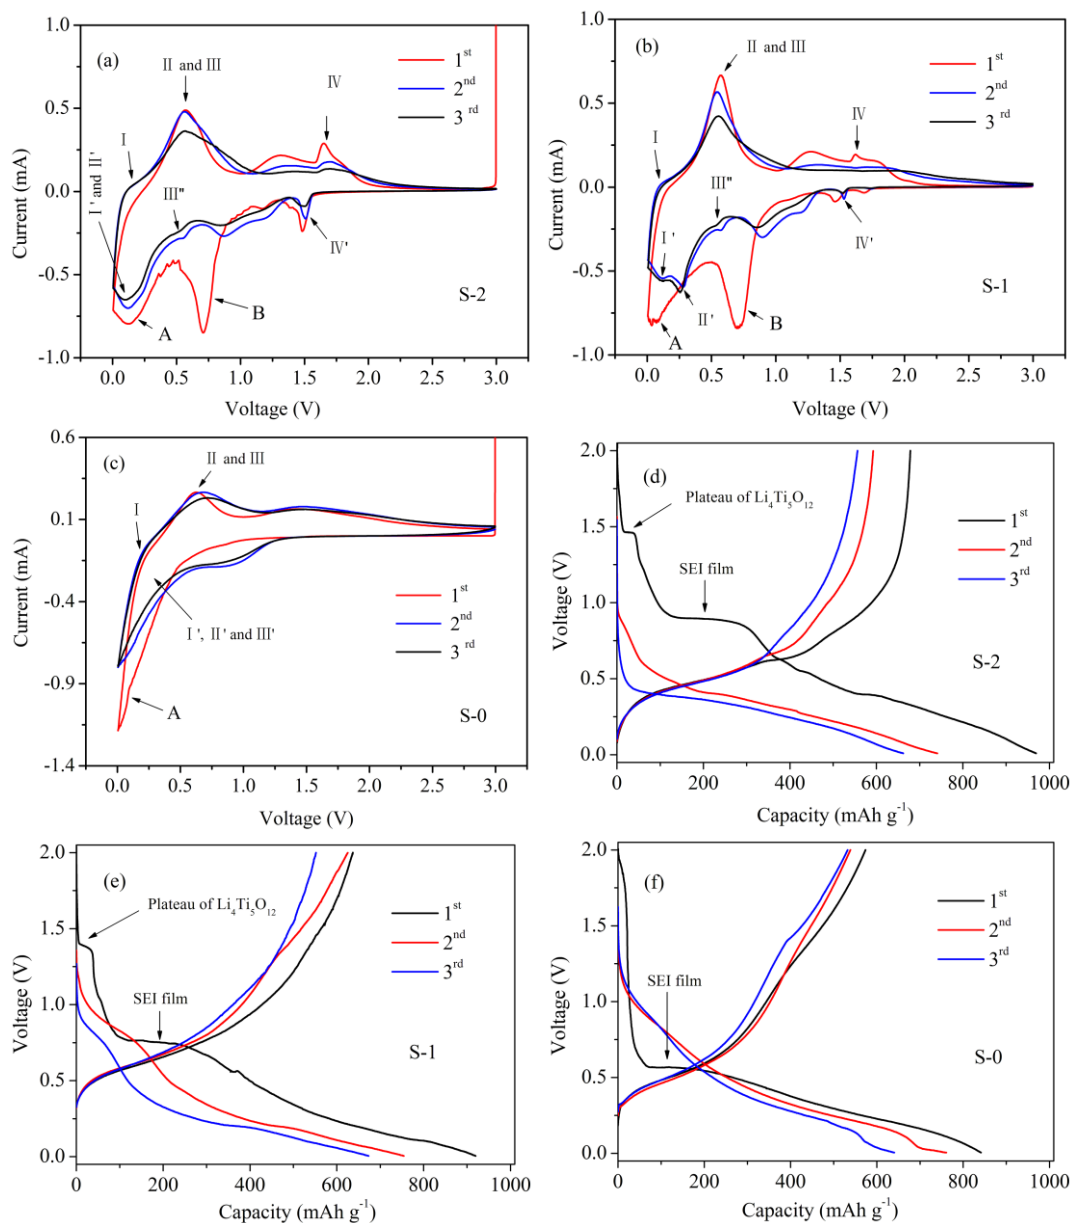 (a)
II and III
1st
2nd
3 rd
IV
I
I ' and II'
III"
IV'
A
B
S-2
1.0
0.5
0.0
-0.5
-1.0
Current (mA)
0.0 0.5 1.0 1.5 2.0 2.5 3.0
Voltage (V)
(b)
II and III
1st
2nd
3 rd
I
IV
III"
I '
II'
IV'
A
B
S-1
1.0
0.5
0.0
-0.5
-1.0
Current (mA)
0.0 0.5 1.0 1.5 2.0 2.5 3.0
Voltage (V)
(c)
II and III
I
I ', II' and III'
1st
2nd
3 rd
A
S-0
0.6
0.1
-0.4
-0.9
-1.4
Current (mA)
0.0 0.5 1.0 1.5 2.0 2.5 3.0
Voltage (V)
(d)
Plateau of Li4Ti5O12
SEI film
1st
2nd
3rd
S-2
2.0
1.5
1.0
0.5
0.0
Voltage (V)
0 200 400 600 800 1000
Capacity (mAh g-1)
(e)
Plateau of Li4Ti5O12
SEI film
1st
2nd
3rd
S-1
2.0
1.5
1.0
0.5
0.0
Voltage (V)
0 200 400 600 800 1000
Capacity (mAh g-1)
(f)
SEI film
1st
2nd
3rd
S-0
2.0
1.5
1.0
0.5
0.0
Voltage (V)
0 200 400 600 800 1000
Capacity (mAh g-1)